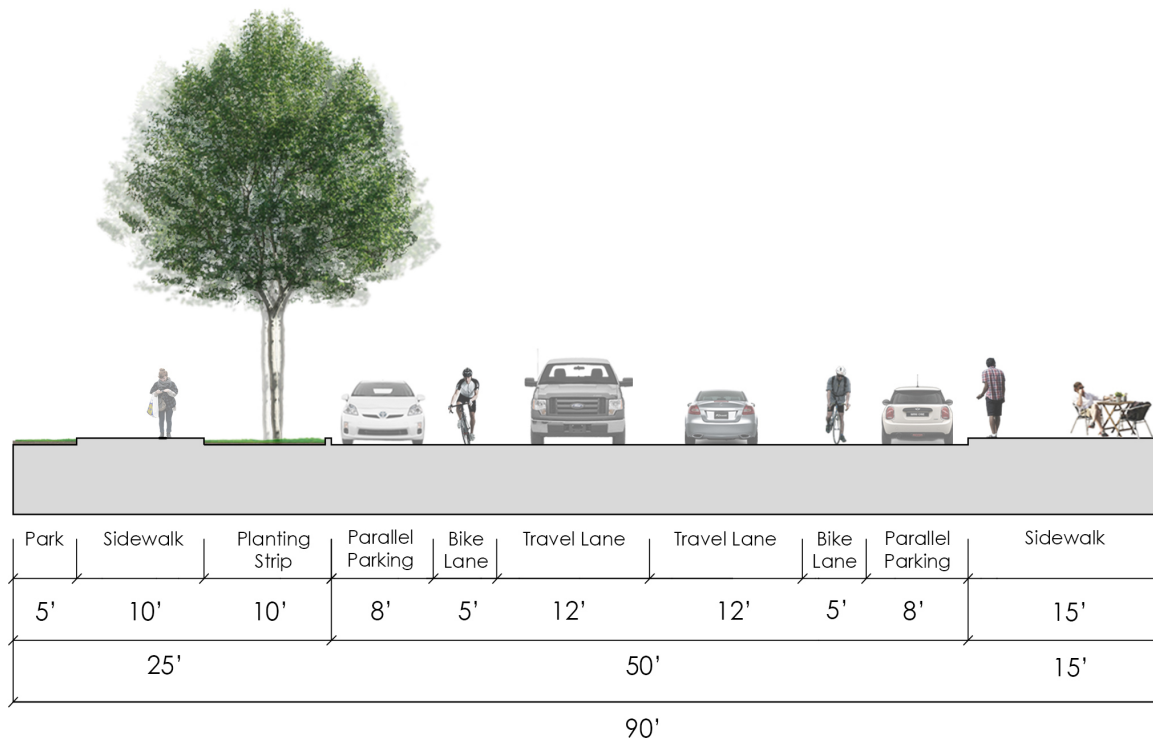 Park
Sidewalk
Planting
Strip
Parallel
Parking
Bike
Lane
Travel Lane
Travel Lane
Bike
Lane
Parallel
Parking
Sidewalk
5’ 10’ 10’ 8’ 5’ 12’ 12’ 5’ 8’ 15’
25’ 50’ 15’
90’